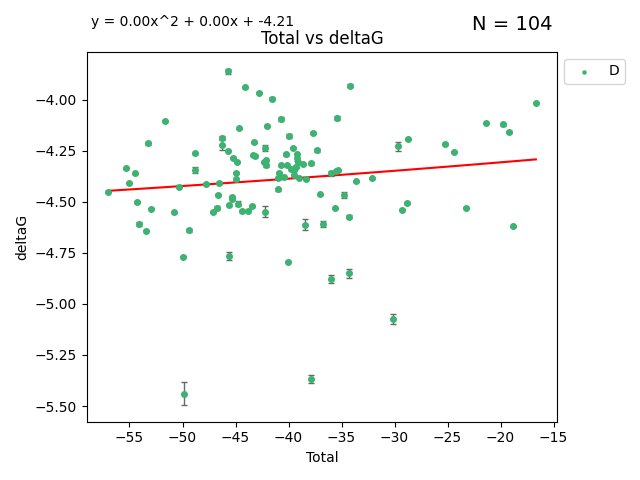 y = 0.00x^2 + 0.00x + -4.21
N = 104
Total vs deltaG
D
deltaG
−4.00
−4.25
−4.50
−4.75
−5.00
−5.25
−5.50
−55
−50
−45
−40
−35
−30
−25
−20
−15
Total